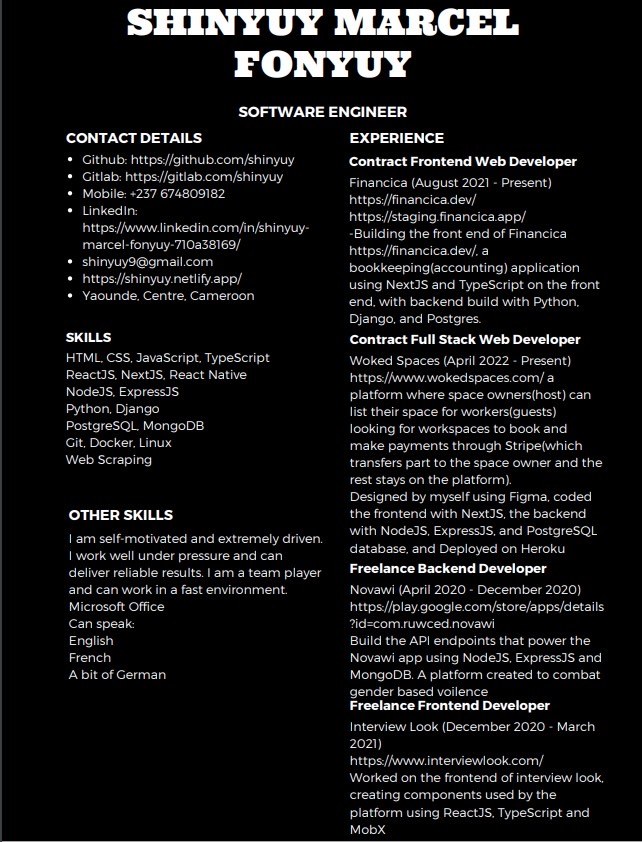 SHINYUY MARCEL
FONYUY
SOFTWARE ENGINEER
CONTACT DETAILS
• Github: https://github.com/shinyuy
• Gitlab: https://gitlab.com/shinyuy
• Mobile: +237 674809182
• LinkedIn:
https://www.linkedin.com/in/shinyuy-
marcel-fonyuy-710a38169/
• shinyuy9@gmail.com
• https://shinyuy.netlify.app/
• Yaounde, Centre, Cameroon
SKILLS
HTML, CSS, JavaScript, TypeScript
ReactJS, NextJS, React Native
NodeJS, ExpressJS
Python, Django
PostgreSQL, MongoDB
Git, Docker, Linux
Web Scraping
OTHER SKILLS
I am self-motivated and extremely driven.
I work well under pressure and can
deliver reliable results. I am a team player
and can work in a fast environment.
Microsoft Office
Can speak:
English
French
A bit of German
EXPERIENCE
Contract Frontend Web Developer
Financica (August 2021 - Present)
https://financica.dev/
https://staging.financica.app/
-Building the front end of Financica
https://financica.dev/, a
bookkeeping(accounting) application
using NextJS and TypeScript on the front
end, with backend build with Python,
Django, and Postgres.
Contract Full Stack Web Developer
Woked Spaces (April 2022 - Present)
https://www.wokedspaces.com/ a
platform where space owners(host) can
list their space for workers(guests)
looking for workspaces to book and
make payments through Stripe(which
transfers part to the space owner and the
rest stays on the platform).
Designed by myself using Figma, coded
the frontend with NextJS, the backend
with NodeJS, ExpressJS, and PostgreSQL
database, and Deployed on Heroku
Freelance Backend Developer
Novawi (April 2020 - December 2020)
https://play.google.com/store/apps/details
?id=com.ruwced.novawi
Build the API endpoints that power the
Novawi app using NodeJS, ExpressJS and
MongoDB. A platform created to combat
gender based voilence
Freelance Frontend Developer
Interview Look (December 2020 - March
2021)
https://www.interviewlook.com/
Worked on the frontend of interview look,
creating components used by the
platform using ReactJS, TypeScript and
MobX